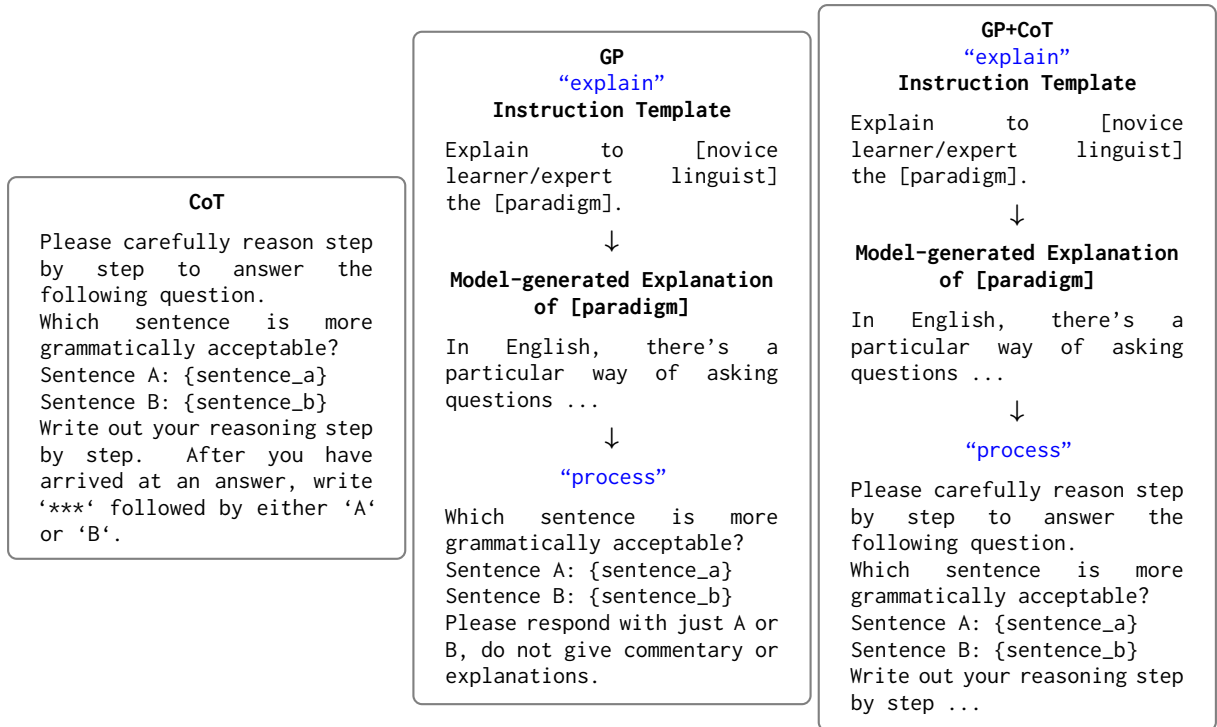 CoT
Please carefully reason step
by step to answer the
following question.
Which sentence is more
grammatically acceptable?
Sentence A: {sentence_a}
Sentence B: {sentence_b}
Write out your reasoning step
by step. After you have
arrived at an answer, write
‘***‘ followed by either ‘A‘
or ‘B‘.
GP
“explain”
Instruction Template
Explain to [novice
learner/expert linguist]
the [paradigm].
↓
Model-generated Explanation
of [paradigm]
In English, there's a
particular way of asking
questions ...
↓
“process”
Which sentence is more
grammatically acceptable?
Sentence A: {sentence_a}
Sentence B: {sentence_b}
Please respond with just A or
B, do not give commentary or
explanations.
GP+CoT
“explain”
Instruction Template
Explain to [novice
learner/expert linguist]
the [paradigm].
↓
Model-generated Explanation
of [paradigm]
In English, there's a
particular way of asking
questions ...
↓
“process”
Please carefully reason step
by step to answer the
following question.
Which sentence is more
grammatically acceptable?
Sentence A: {sentence_a}
Sentence B: {sentence_b}
Write out your reasoning step
by step ...